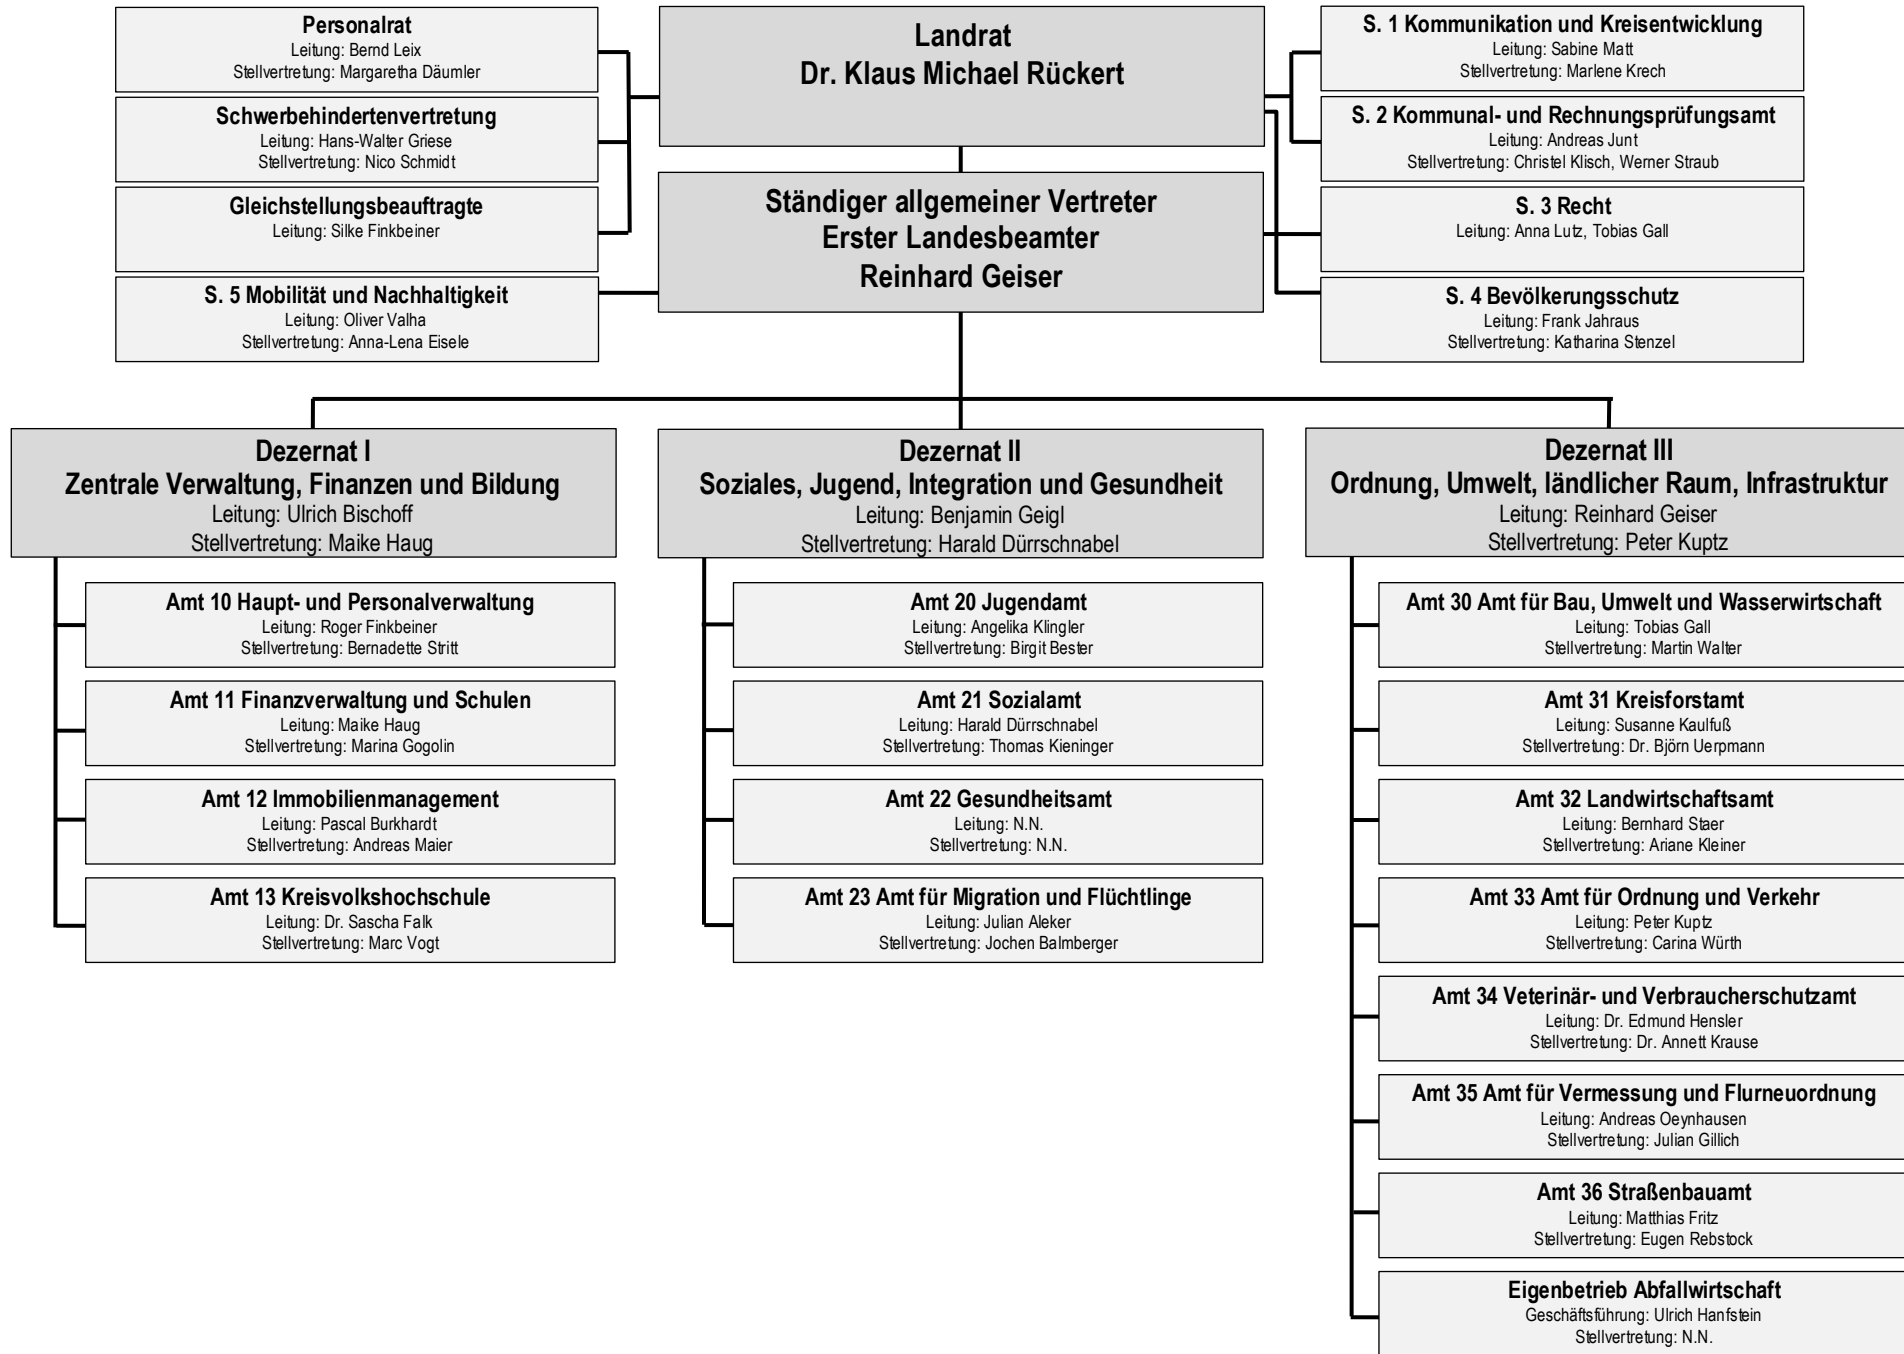 Personalrat
Leitung: Bernd Leix
Stellvertretung: Margaretha Däumler
Schwerbehindertenvertretung
Leitung: Hans-Walter Griese
Stellvertretung: Nico Schmidt
Gleichstellungsbeauftragte
Leitung: Silke Finkbeiner
S. 5 Mobilität und Nachhaltigkeit
Leitung: Oliver Valha
Stellvertretung: Anna-Lena Eisele
Landrat
Dr. Klaus Michael Rückert
Ständiger allgemeiner Vertreter
Erster Landesbeamter
Reinhard Geiser
S. 1 Kommunikation und Kreisentwicklung
Leitung: Sabine Matt
Stellvertretung: Marlene Krech
S. 2 Kommunal- und Rechnungsprüfungsamt
Leitung: Andreas Junt
Stellvertretung: Christel Klisch, Werner Straub
S. 3 Recht
Leitung: Anna Lutz, Tobias Gall
S. 4 Bevölkerungsschutz
Leitung: Frank Jahraus
Stellvertretung: Katharina Stenzel
Dezernat I
Zentrale Verwaltung, Finanzen und Bildung
Leitung: Ulrich Bischoff
Stellvertretung: Maike Haug
Amt 10 Haupt- und Personalverwaltung
Leitung: Roger Finkbeiner
Stellvertretung: Bernadette Stritt
Amt 11 Finanzverwaltung und Schulen
Leitung: Maike Haug
Stellvertretung: Marina Gogolin
Amt 12 Immobilienmanagement
Leitung: Pascal Burkhardt
Stellvertretung: Andreas Maier
Amt 13 Kreisvolkshochschule
Leitung: Dr. Sascha Falk
Stellvertretung: Marc Vogt
Dezernat II
Soziales, Jugend, Integration und Gesundheit
Leitung: Benjamin Geigl
Stellvertretung: Harald Dürrschnabel
Amt 20 Jugendamt
Leitung: Angelika Klingler
Stellvertretung: Birgit Bester
Amt 21 Sozialamt
Leitung: Harald Dürrschnabel
Stellvertretung: Thomas Kieninger
Amt 22 Gesundheitsamt
Leitung: N.N.
Stellvertretung: N.N.
Amt 23 Amt für Migration und Flüchtlinge
Leitung: Julian Aleker
Stellvertretung: Jochen Balmberger
Dezernat III
Ordnung, Umwelt, ländlicher Raum, Infrastruktur
Leitung: Reinhard Geiser
Stellvertretung: Peter Kuptz
Amt 30 Amt für Bau, Umwelt und Wasserwirtschaft
Leitung: Tobias Gall
Stellvertretung: Martin Walter
Amt 31 Kreisforstamt
Leitung: Susanne Kaulfuß
Stellvertretung: Dr. Björn Uerpmann
Amt 32 Landwirtschaftsamt
Leitung: Bernhard Staer
Stellvertretung: Ariane Kleiner
Amt 33 Amt für Ordnung und Verkehr
Leitung: Peter Kuptz
Stellvertretung: Carina Würth
Amt 34 Veterinär- und Verbraucherschutzamt
Leitung: Dr. Edmund Hensler
Stellvertretung: Dr. Annett Krause
Amt 35 Amt für Vermessung und Flurneuordnung
Leitung: Andreas Oeynhausen
Stellvertretung: Julian Gillich
Amt 36 Straßenbauamt
Leitung: Matthias Fritz
Stellvertretung: Eugen Rebstock
Eigenbetrieb Abfallwirtschaft
Geschäftsführung: Ulrich Hanfstein
Stellvertretung: N.N.